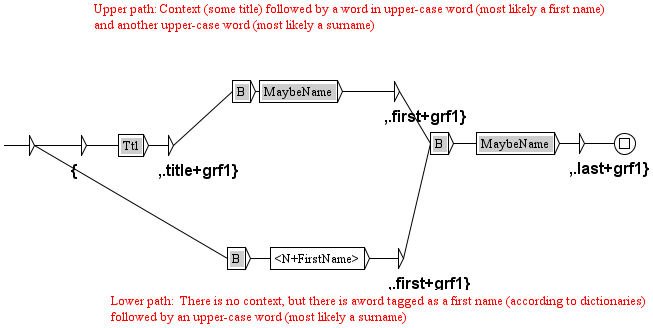 Upper path: Context (some title) followed by a word in upper-case word (most likely a first name)
and another upper-case word (most likely a surname)
B MaybeName
,.first+grf1}
Ttl
B MaybeName
{
,.title+grf1}
,.last+grf1}
B <N+FirstName>
,.first+grf1}
Lower path: There is no context, but there is aword tagged as a first name (according to dictionaries)
followed by an upper-case word (most likely a surname)